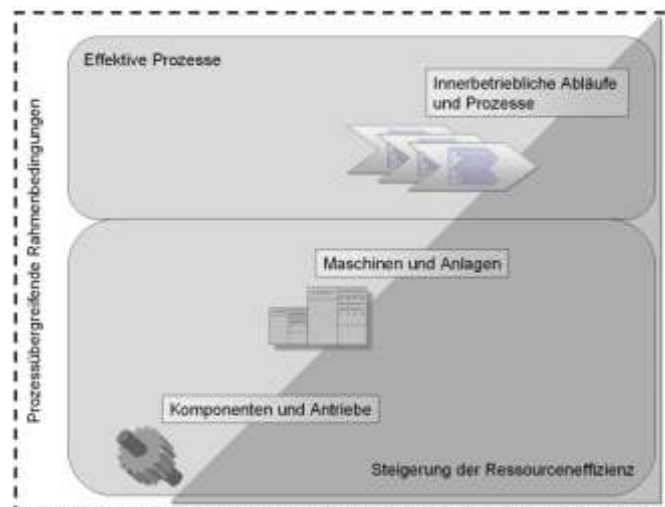 Prozessübergreifende Rahmenbedingungen
Effektive Prozesse
Innerbetriebliche Abläufe
und Prozesse
Maschinen und Anlagen
Komponenten und Antriebe
Steigerung der Ressourceneffizienz